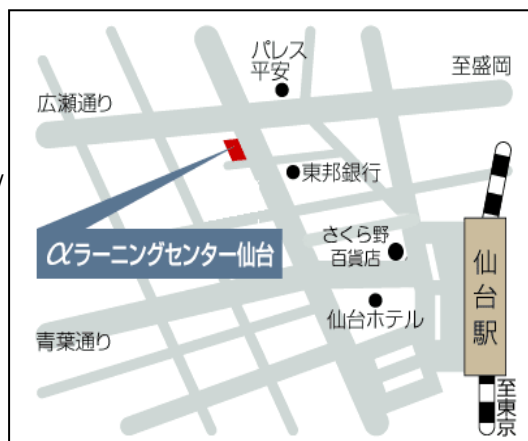 パレス
平安
至盛岡
広瀬通り
東邦銀行
αラーニングセンター仙台
さくら野
百貨店
仙台ホテル
仙台駅
青葉通り
至東京